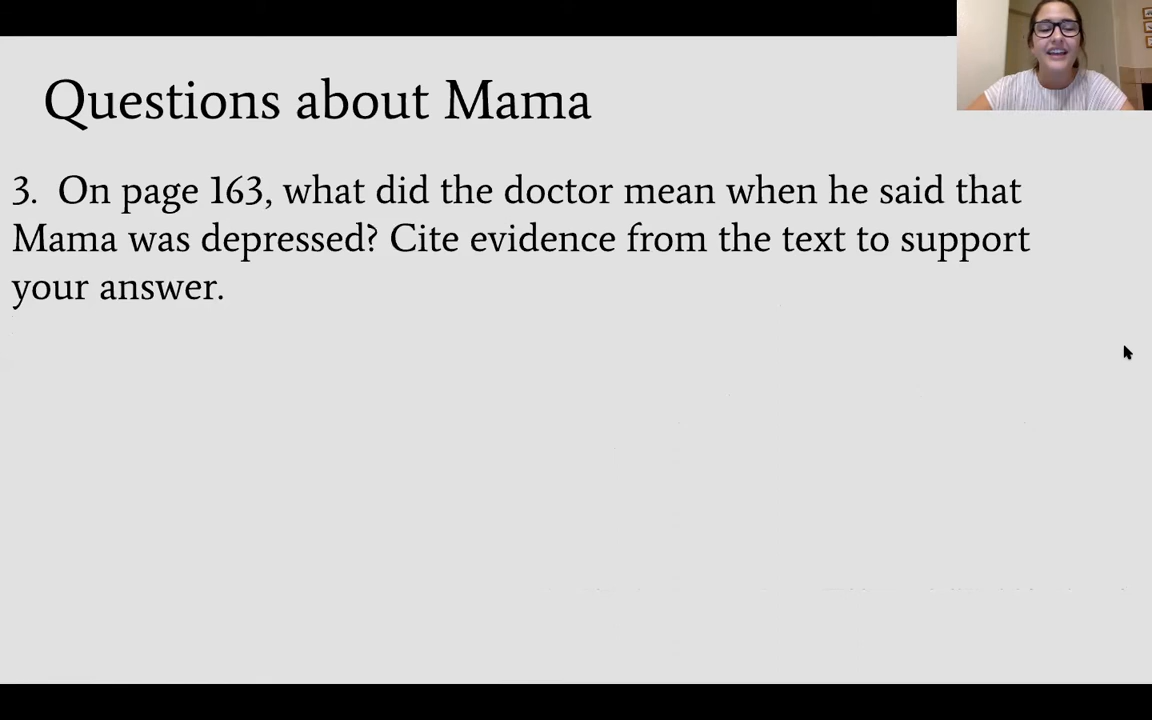 Questions about Mama
3. On page 163, what did the doctor mean when he said that
Mama was depressed? Cite evidence from the text to support
your answer.